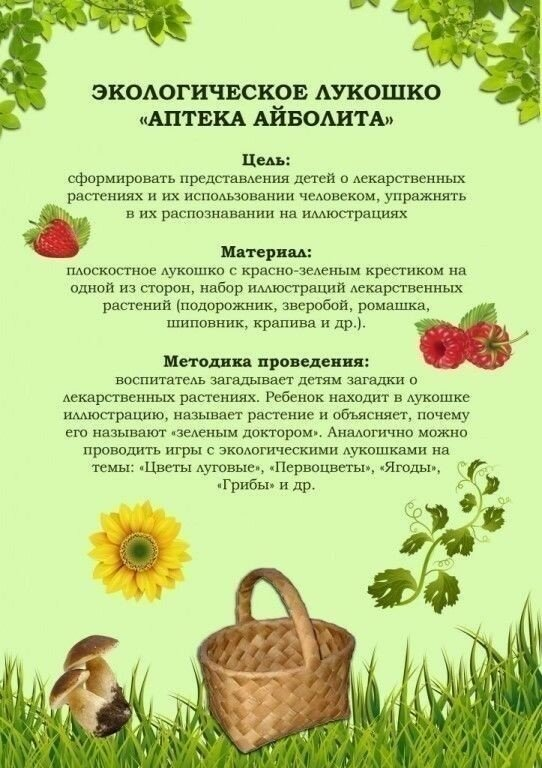 ЭКОЛОГИЧЕСКОЕ ЛУКОШКО
«АПТЕКА АЙБОЛИТА»
Цель:
сформировать представления детей о лекарственных
растениях и их использовании человеком, упражнять
в их распознавании на иллюстрациях
Материал:
плоскостное лукошко с красно-зеленым крестиком на
одной из сторон, набор иллюстраций лекарственных
растений (подорожник, зверобой, ромашка,
шиповник, крапива и др.).
Методика проведения:
воспитатель загадывает детям загадки о
лекарственных растениях. Ребенок находит в лукошке
иллюстрацию, называет растение и объясняет, почему
его называют «зеленым доктором». Аналогично можно
проводить игры с экологическими лукошками на
темы: «Цветы луговые», «Первоцветы», «Ягоды»,
«Грибы» и др.